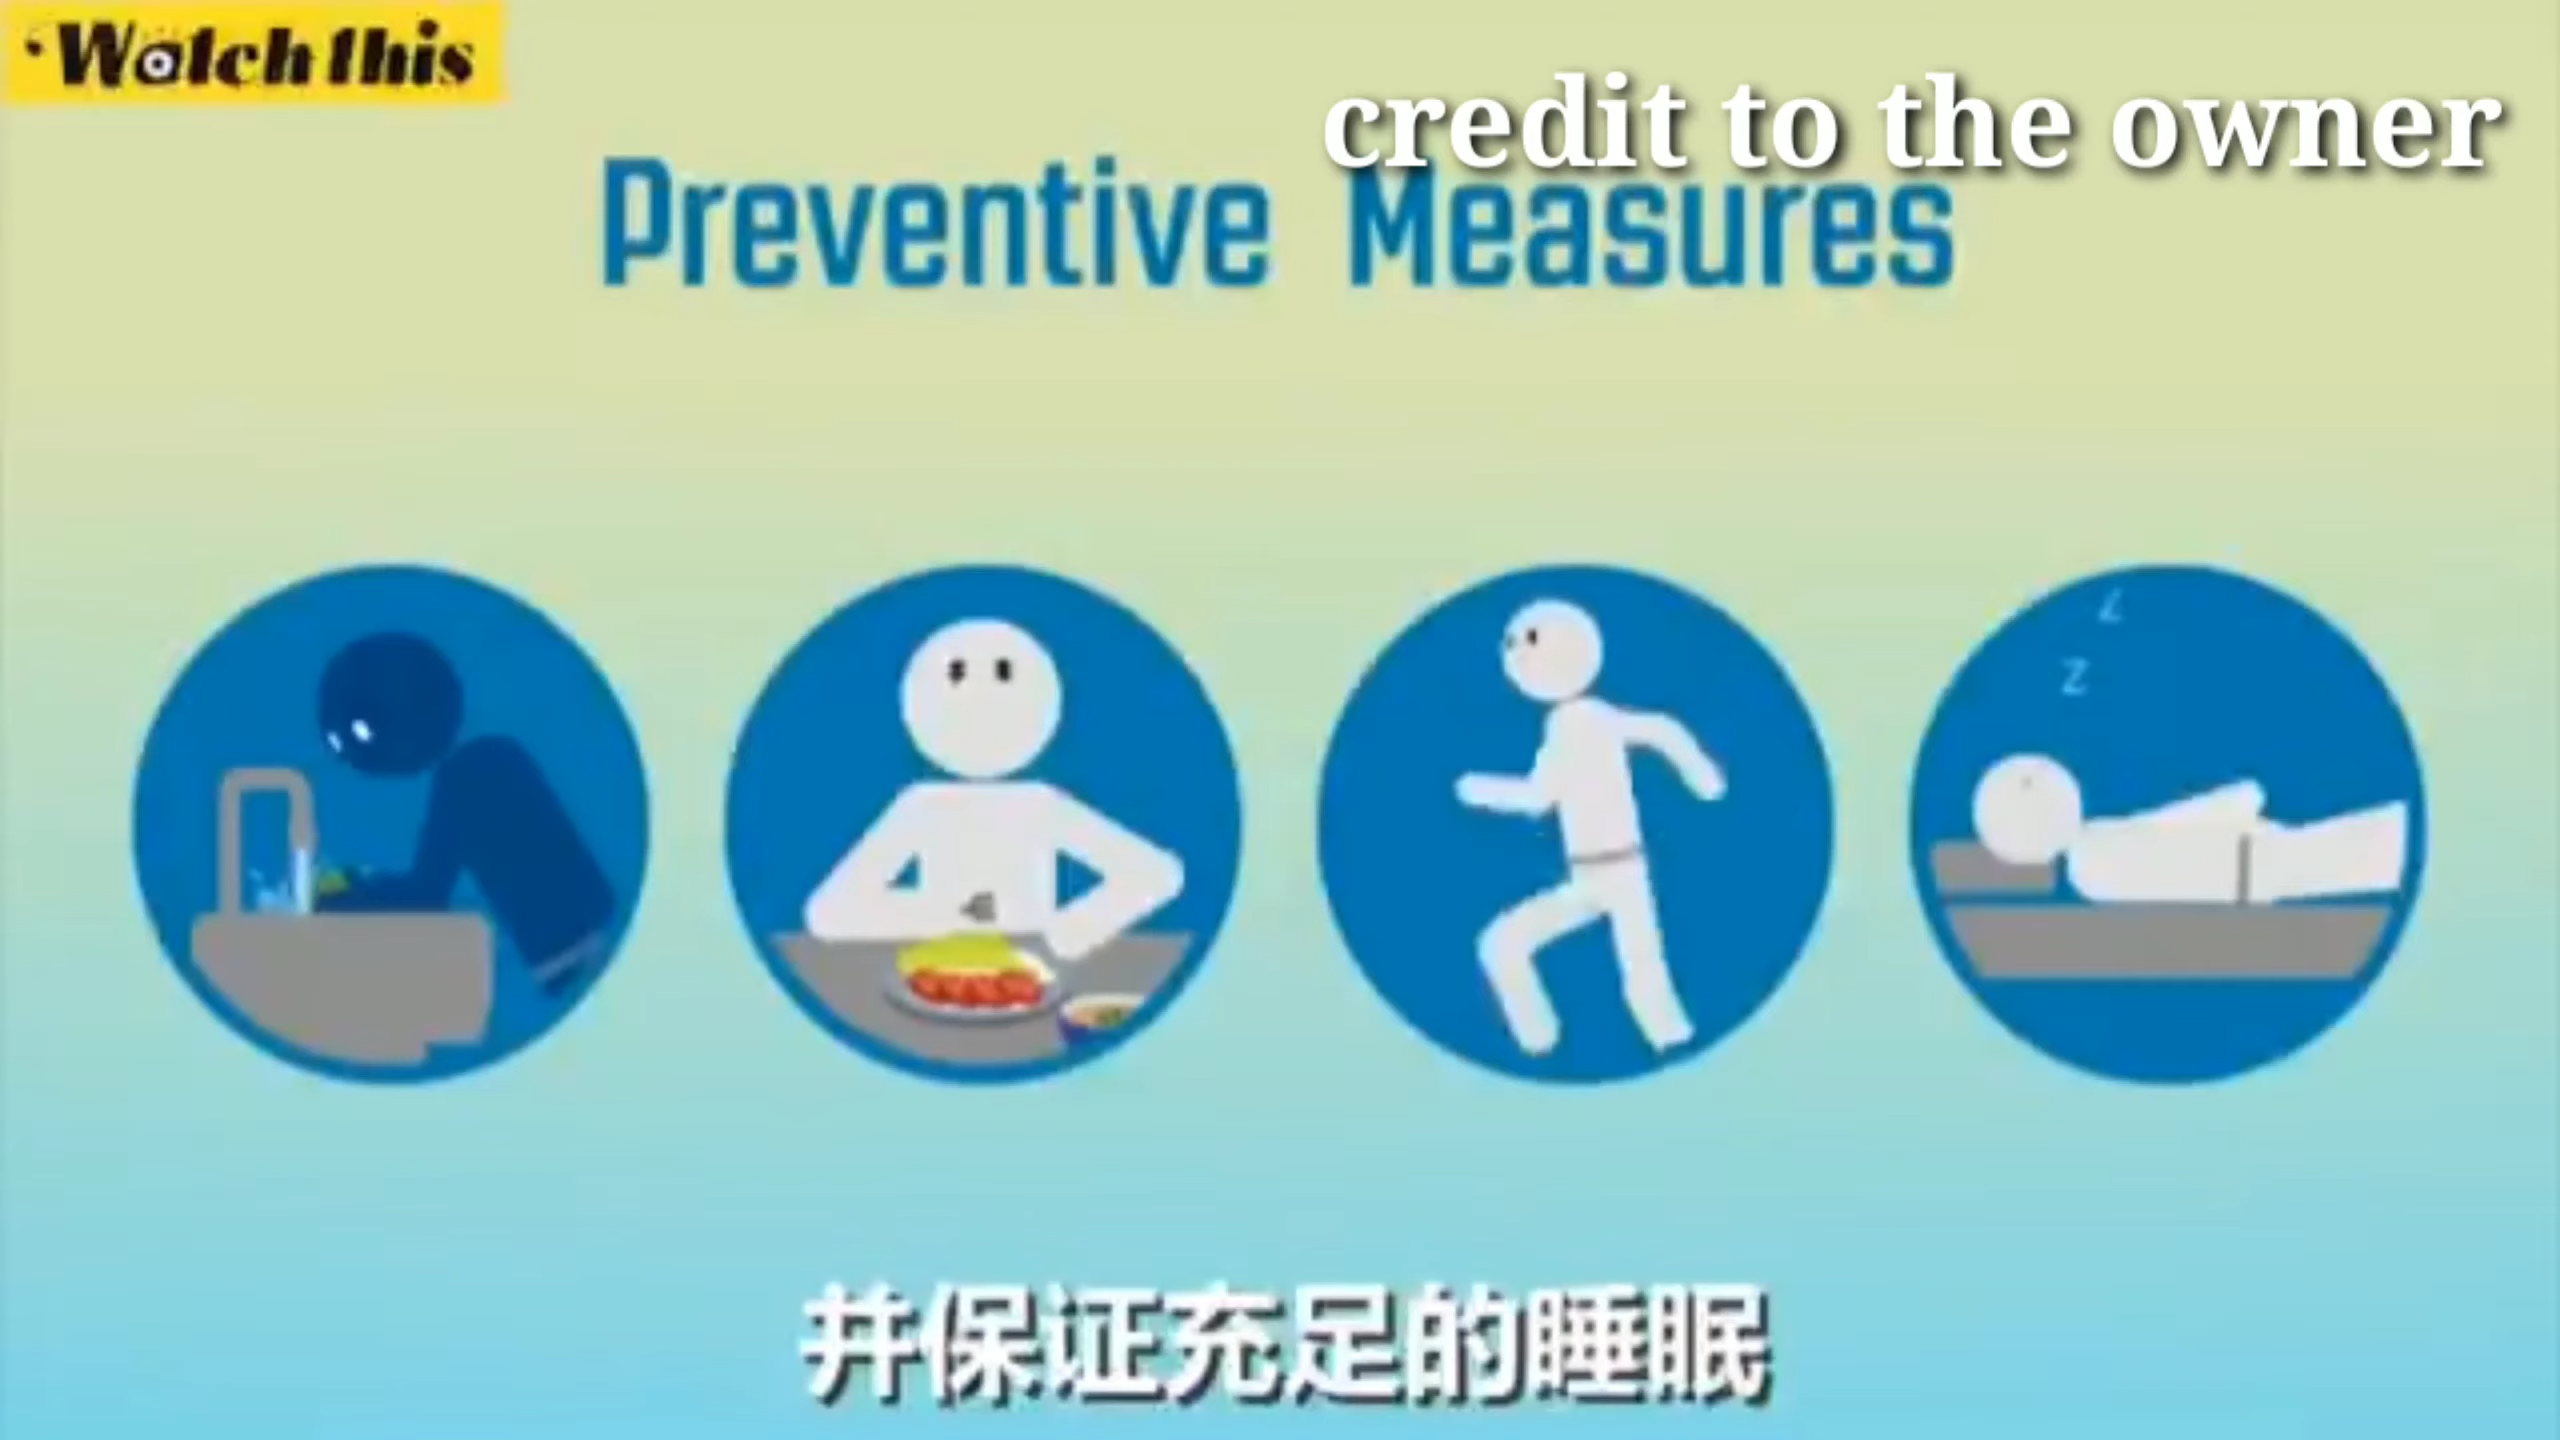 Watch this
credit to the owner
Preventive Measures
Z
Z
并保证充足的睡眠